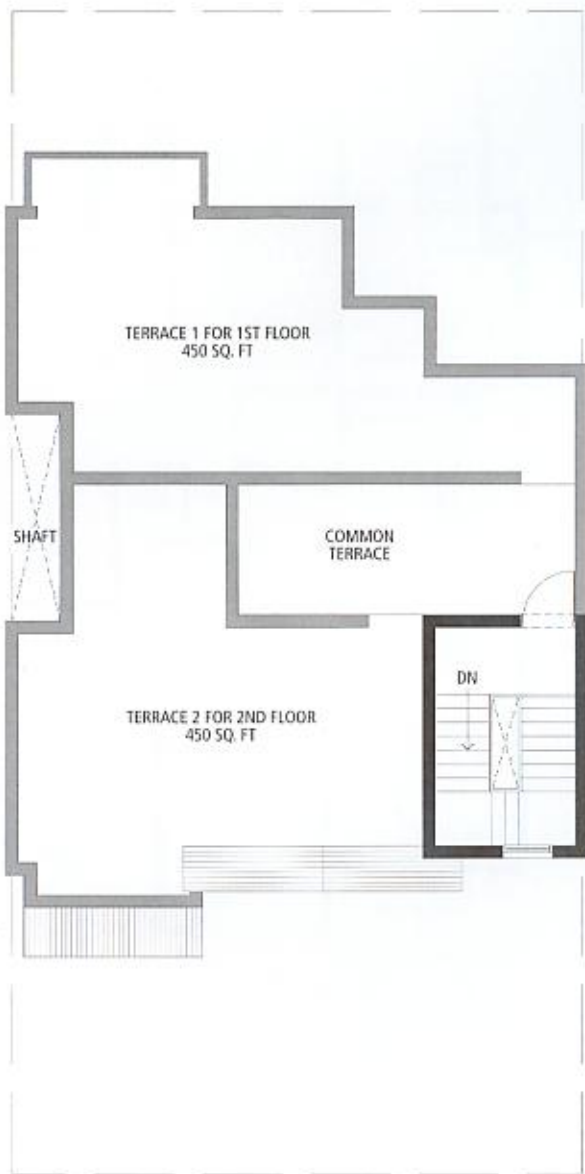 TERRACE 1 FOR 1ST FLOOR
450 SQ. FT
SHAFT
COMMON
TERRACE
DN
TERRACE 2 FOR 2ND FLOOR
450 SQ. FT